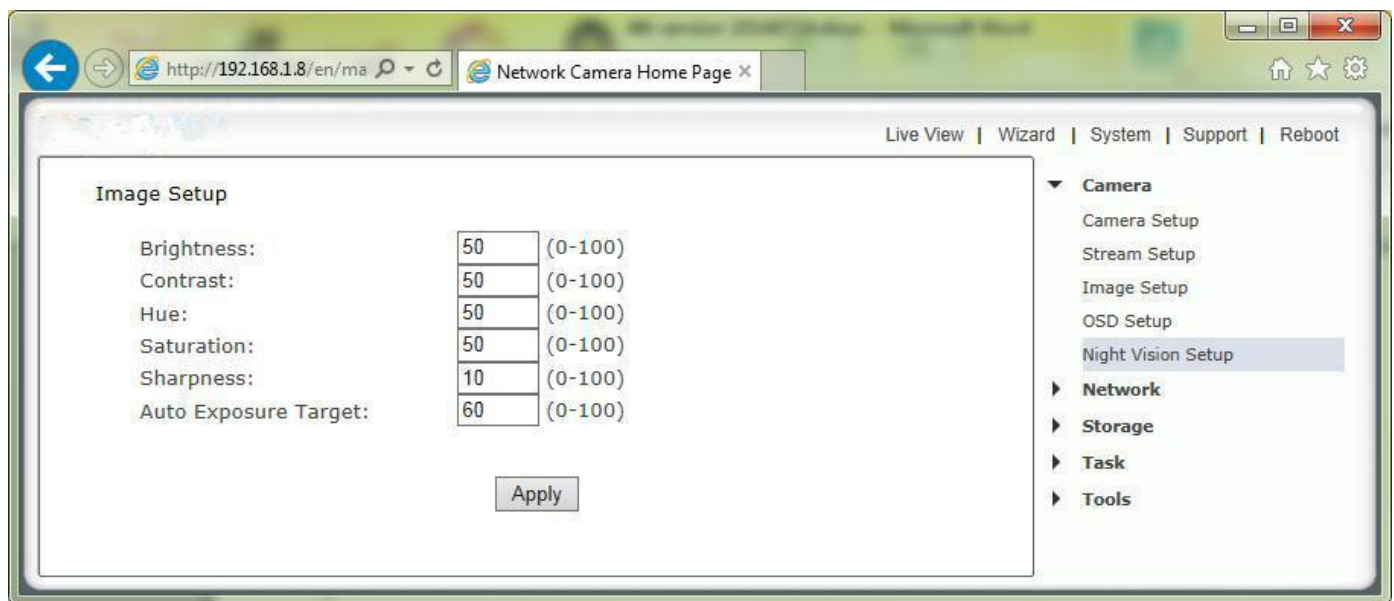 http://192.168.1.8/en/ma
Network Camera Home Page
Live View | Wizard | System | Support | Reboot
Image Setup
Brightness: 50 (0-100)
Contrast: 50 (0-100)
Hue: 50 (0-100)
Saturation: 50 (0-100)
Sharpness: 10 (0-100)
Auto Exposure Target: 60 (0-100)
Apply
Camera
Camera Setup
Stream Setup
Image Setup
OSD Setup
Night Vision Setup
Network
Storage
Task
Tools